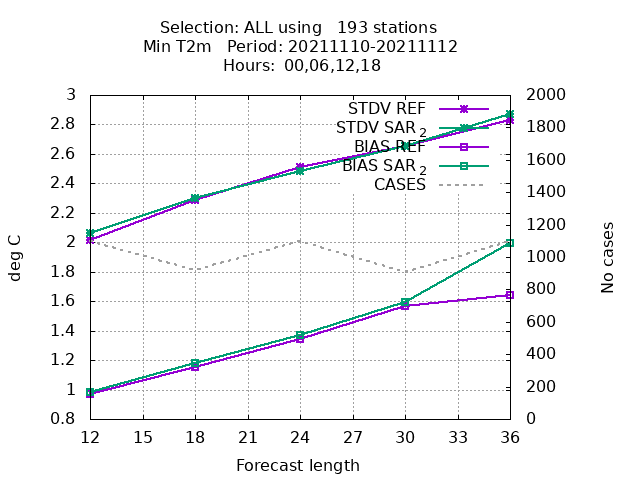 Selection: ALL using 193 stations
Min T2m Period: 20211110-20211112
Hours: 00,06,12,18
3
2.8
2.6
2.4
2.2
2
1.8
1.6
1.4
1.2
1
0.8
deg C
2000
1800
1600
1400
1200
1000
800
600
400
200
0
No cases
STDV REF
STDV SAR 2
BIAS REF
BIAS SAR 2
CASES
12 15 18 21 24 27 30 33 36
Forecast length